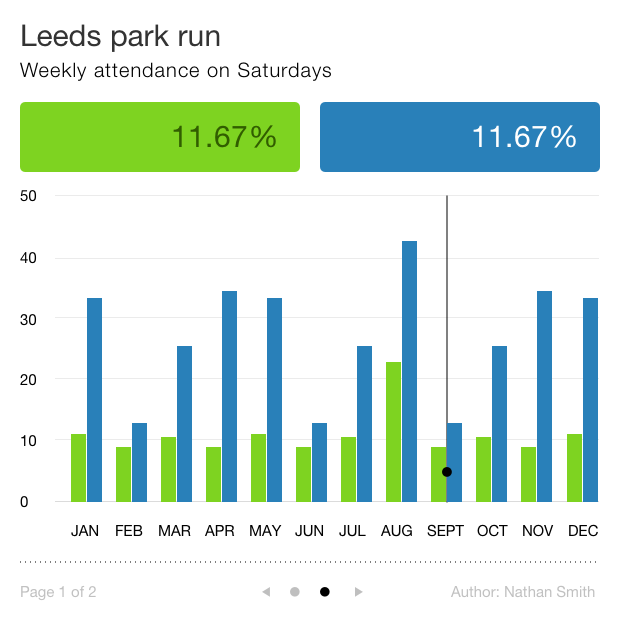 Leeds park run
Weekly attendance on Saturdays
11.67% 11.67%
50
40
30
20
10
0
JAN FEB MAR APR MAY JUN JUL AUG SEPT OCT NOV DEC
Page 1 of 2 Author: Nathan Smith